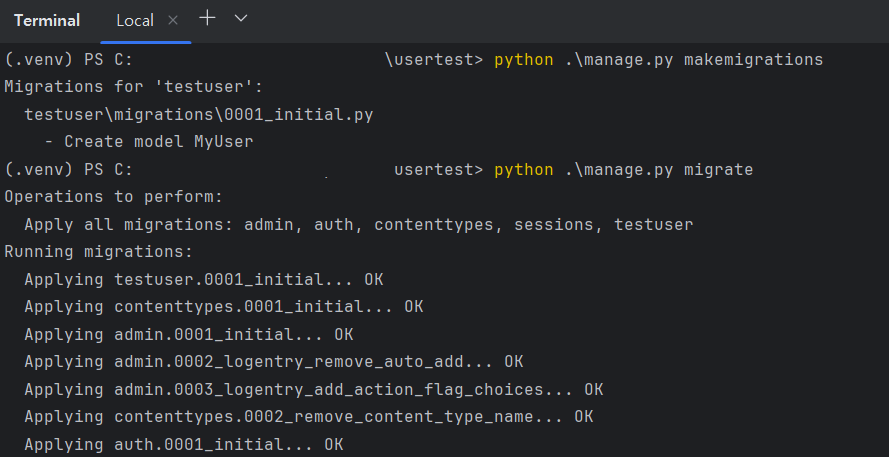 Terminal Local
(.venv) PS C: \usertest> python .\manage.py makemigrations
Migrations for 'testuser':
  testuser\migrations\0001_initial.py
    - Create model MyUser
(.venv) PS C: usertest> python .\manage.py migrate
Operations to perform:
  Apply all migrations: admin, auth, contenttypes, sessions, testuser
Running migrations:
  Applying testuser.0001_initial... OK
  Applying contenttypes.0001_initial... OK
  Applying admin.0001_initial... OK
  Applying admin.0002_logentry_remove_auto_add... OK
  Applying admin.0003_logentry_add_action_flag_choices... OK
  Applying contenttypes.0002_remove_content_type_name... OK
  Applying auth.0001_initial... OK